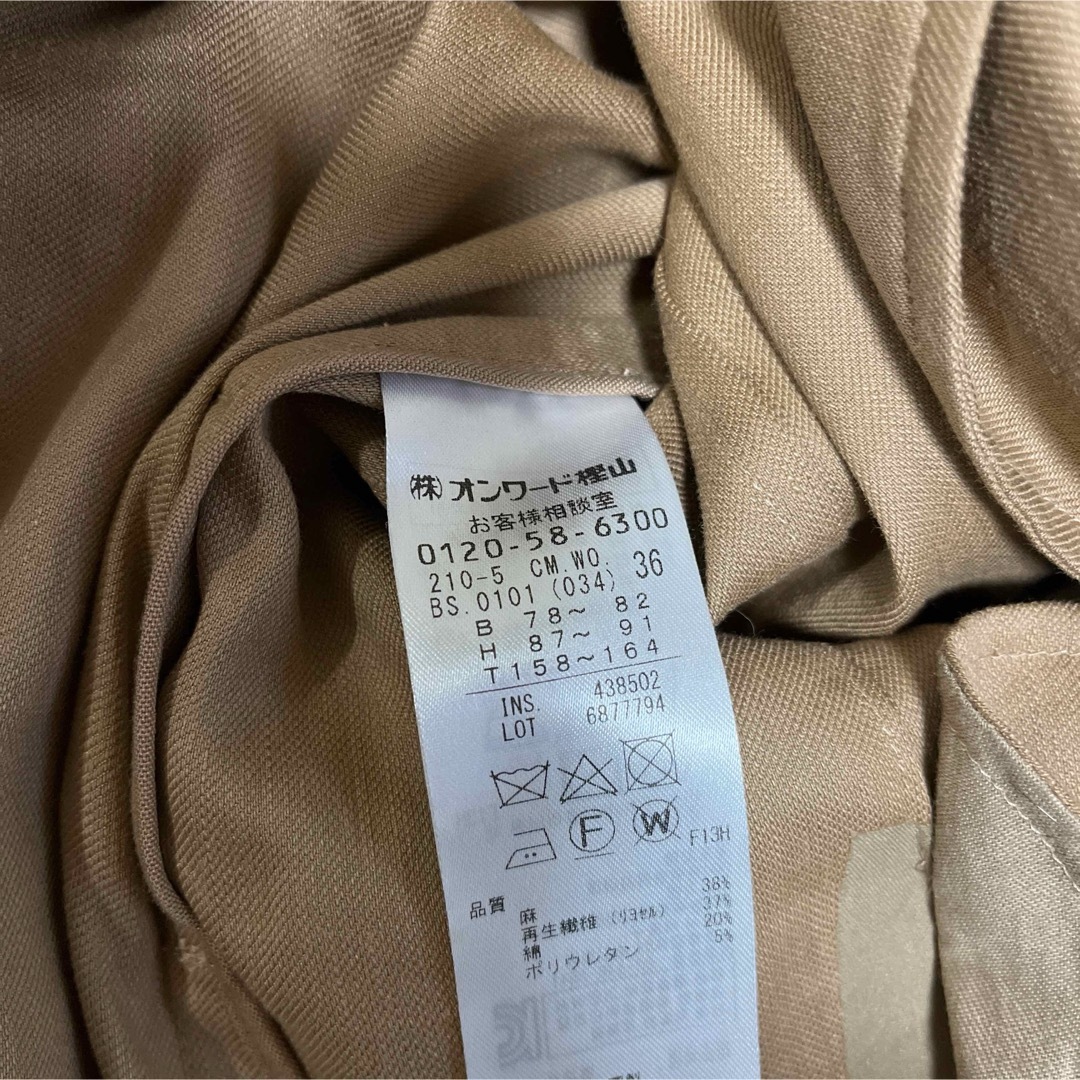 (株)オンワード樫山
お客様相談室
0120-58-6300
210-5 CM.WO. 36
BS.0101 (034)
B 78～ 82
H 87～ 91
T158～164
INS. 438502
LOT 6877794
F
W
F13H
品質
麻 38%
再生繊維 (リヨセル) 37%
綿 20%
ポリウレタン 5%